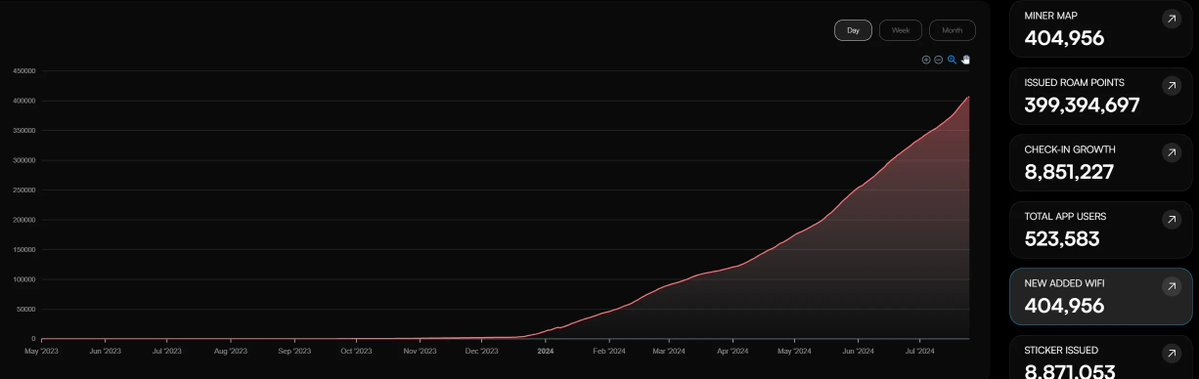 Day Week Month
450000
400000
350000
300000
250000
200000
150000
100000
50000
0
May '2023 Jun '2023 Jul '2023 Aug '2023 Sep '2023 Oct '2023 Nov '2023 Dec '2023 2024 Feb '2024 Mar '2024 Apr '2024 May '2024 Jun '2024 Jul '2024
MINER MAP
404,956
ISSUED ROAM POINTS
399,394,697
CHECK-IN GROWTH
8,851,227
TOTAL APP USERS
523,583
NEW ADDED WIFI
404,956
STICKER ISSUED
8,871,053